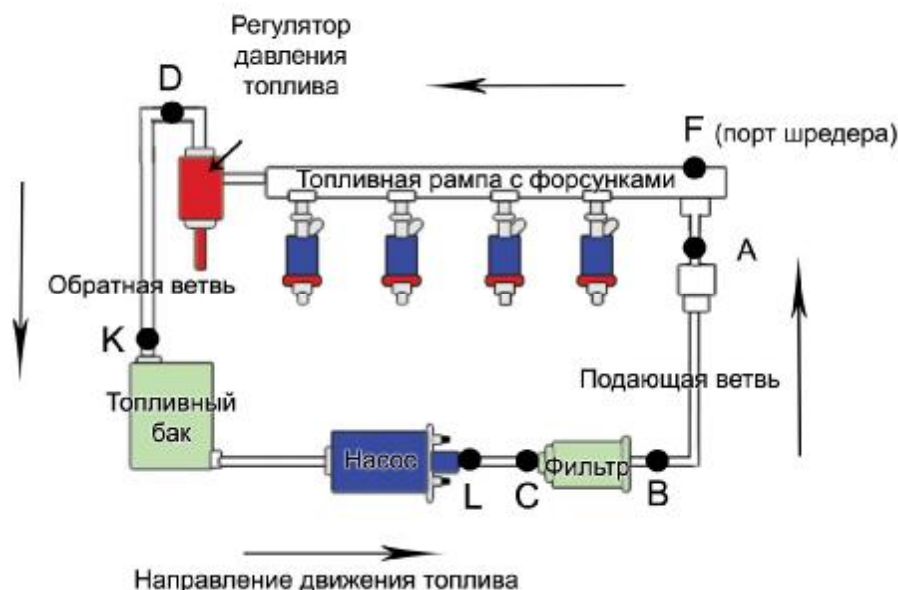 Регулятор
давления
топлива
D
F (порт шредера)
Топливная рампа с форсунками
A
Обратная ветвь
K
Подающая ветвь
Топливный
бак
Насос
Фильтр
L
C
B
Направление движения топлива